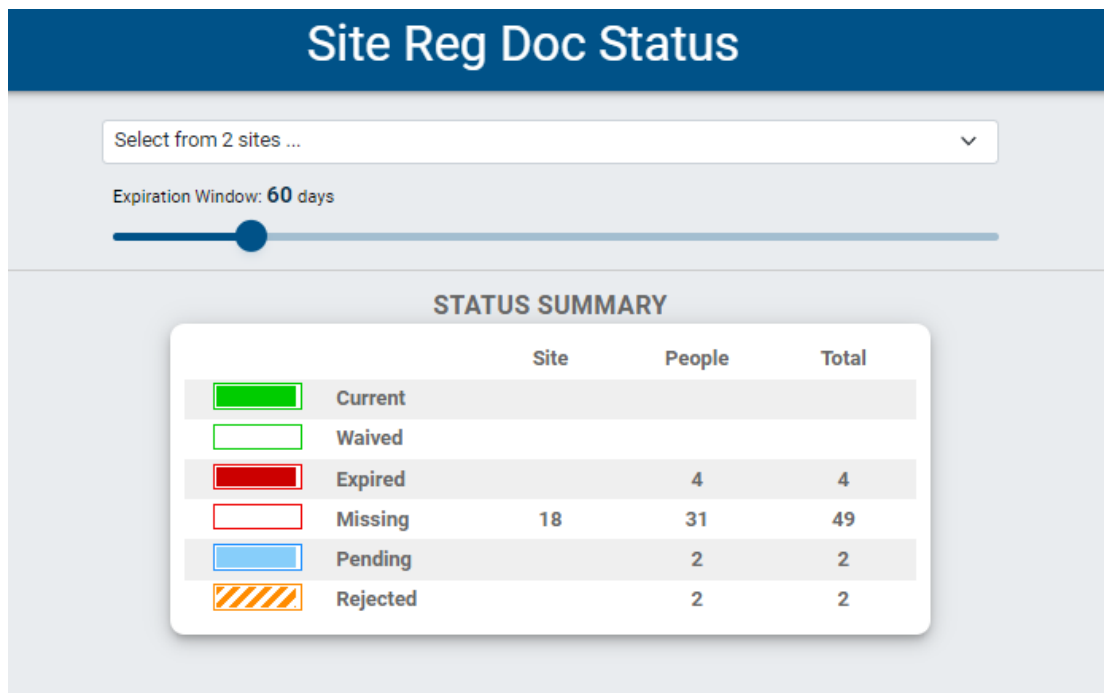 Site Reg Doc Status
Select from 2 sites ...
Expiration Window: 60 days
STATUS SUMMARY
Site People Total
Current
Waived
Expired 4 4
Missing 18 31 49
Pending 2 2
Rejected 2 2